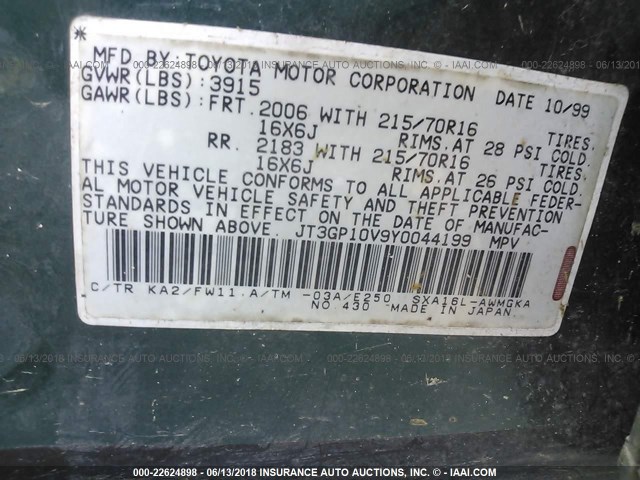 MFD BY: TOYOTA MOTOR CORPORATION DATE 10/99
GVWR(LBS): 3915
GAWR(LBS): FRT. 2006 WITH 215/70R16 TIRES.
16X6J RIMS. AT 28 PSI COLD.
RR. 2183 WITH 215/70R16 TIRES.
16X6J RIMS. AT 26 PSI COLD.
THIS VEHICLE CONFORMS TO ALL APPLICABLE FEDER-
AL MOTOR VEHICLE SAFETY AND THEFT PREVENTION
STANDARDS IN EFFECT ON THE DATE OF MANUFAC-
TURE SHOWN ABOVE. JT3GP10V9Y0044199 MPV
C/TR KA2/FW11.A/TM -03A/E250 SXA16L-AWMGKA
NO 430 MADE IN JAPAN.
000-22624898 - 06/13/2018 INSURANCE AUTO AUCTIONS. © - IAAI.COM